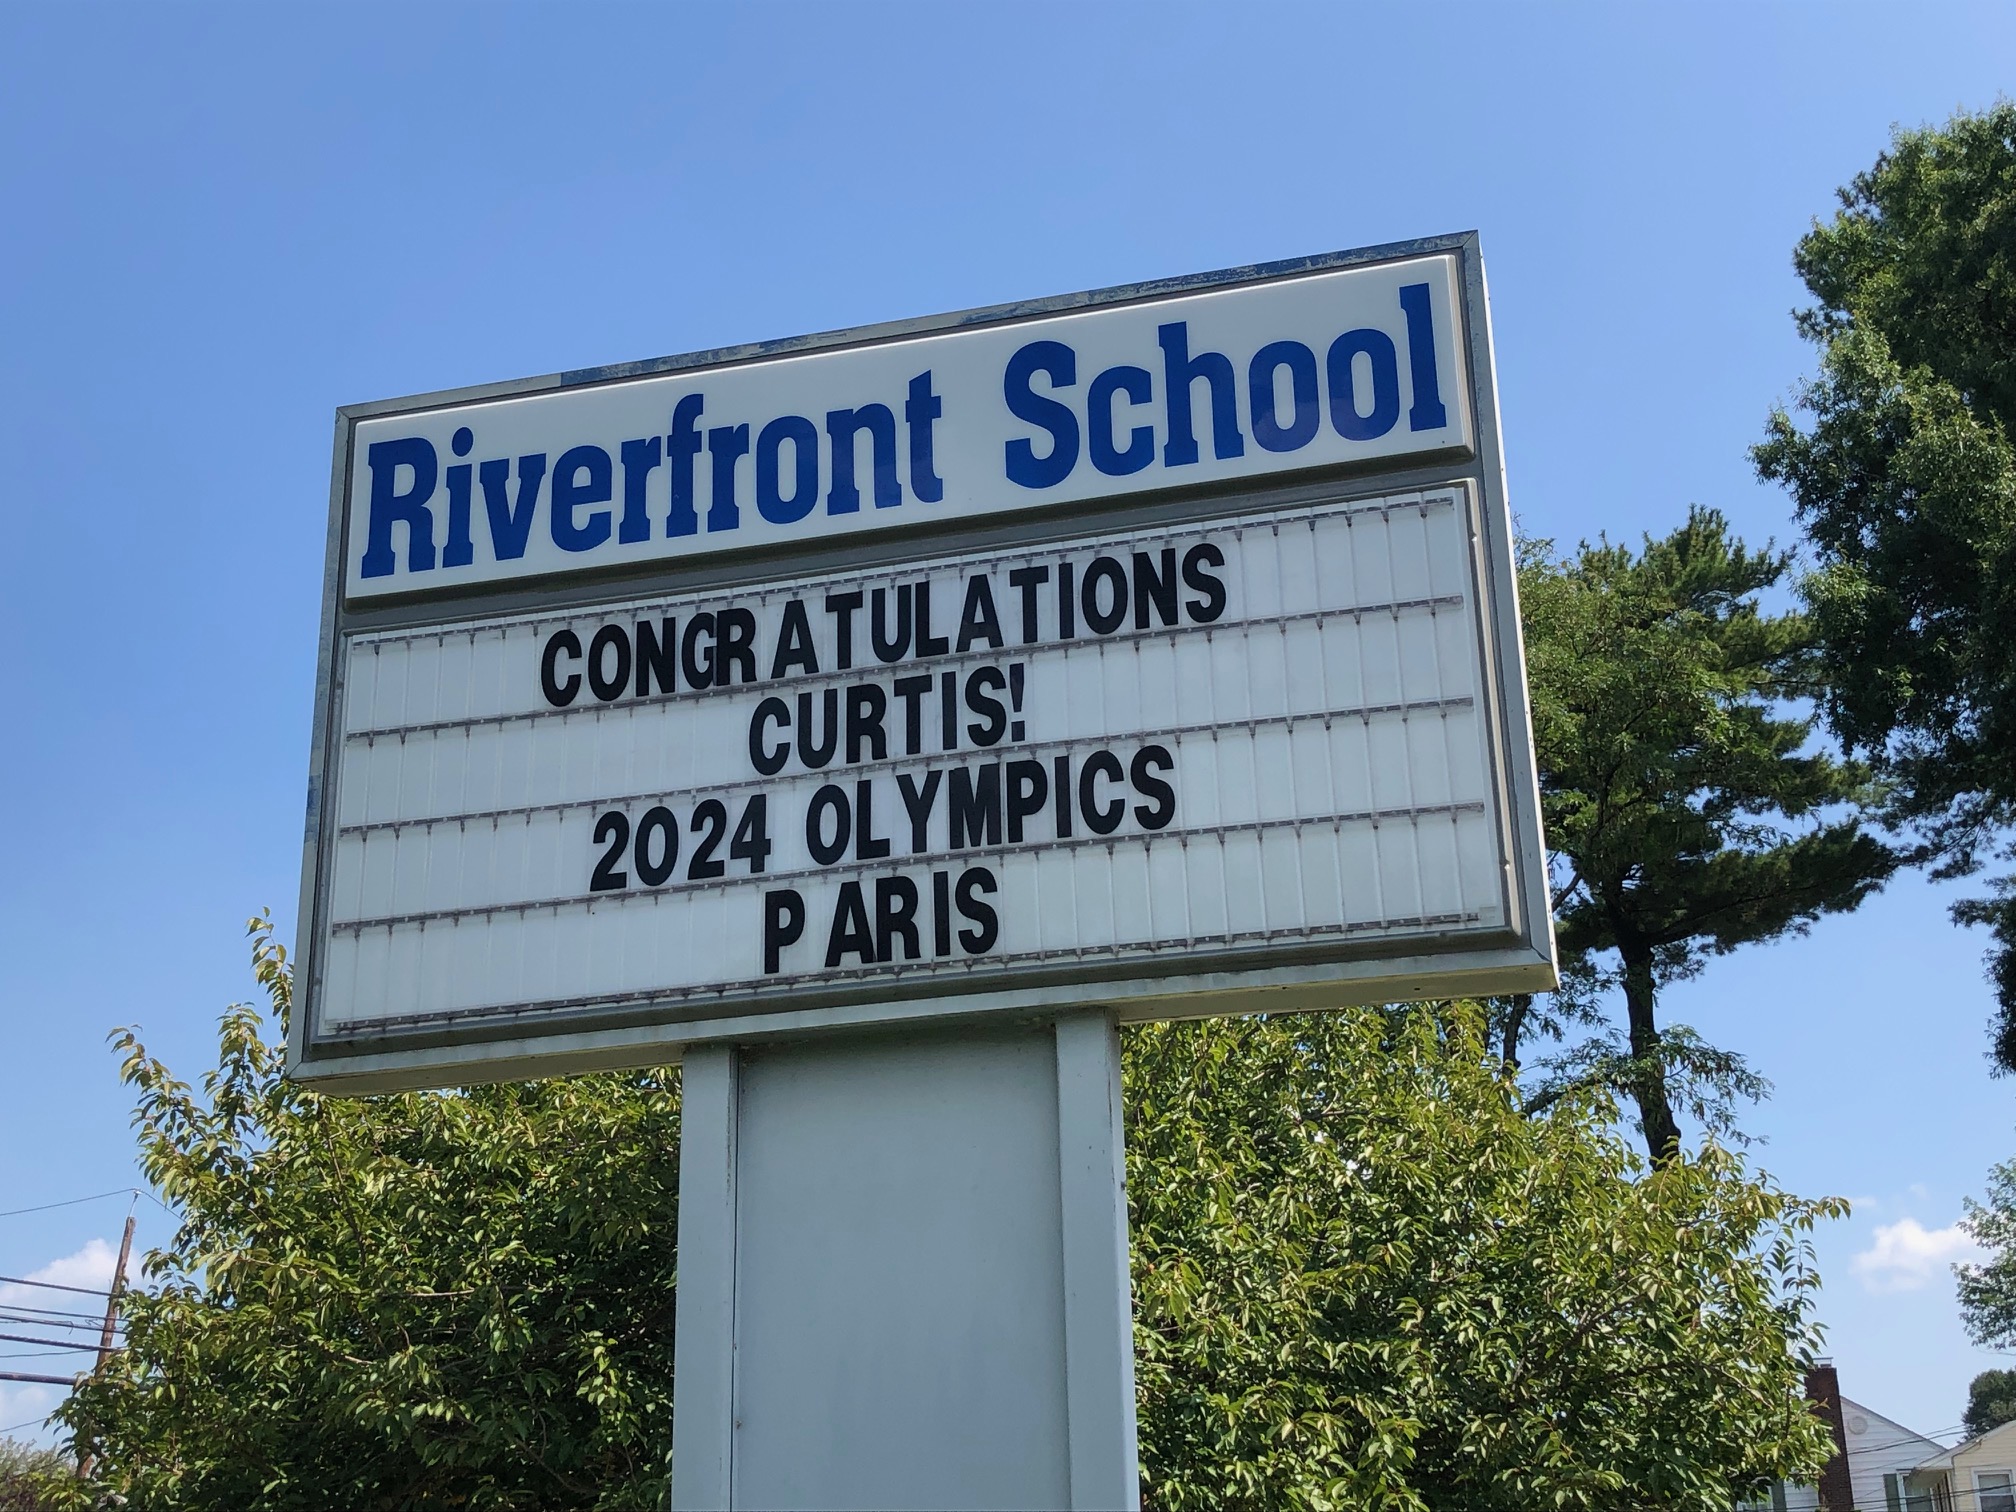 Riverfront School
CONGRATULATIONS
CURTIS!
2024 OLYMPICS
PARIS